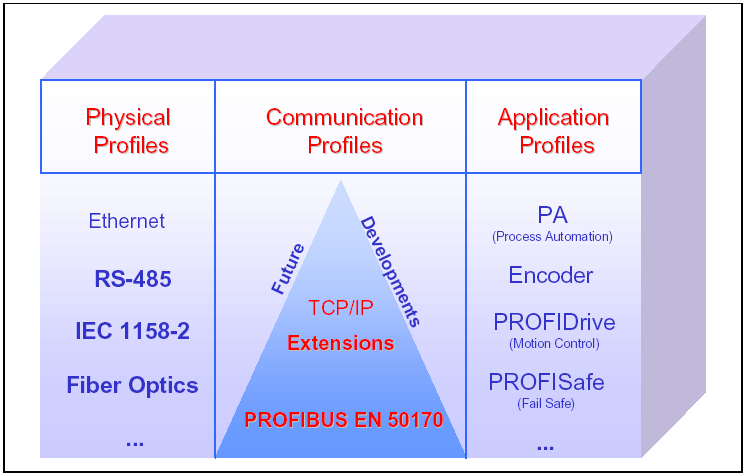 Physical
Profiles
Communication
Profiles
Application
Profiles
Ethernet
RS-485
IEC 1158-2
Fiber Optics
...
Future
Developments
TCP/IP
Extensions
PROFIBUS EN 50170
PA
(Process Automation)
Encoder
PROFIDrive
(Motion Control)
PROFISafe
(Fail Safe)
...